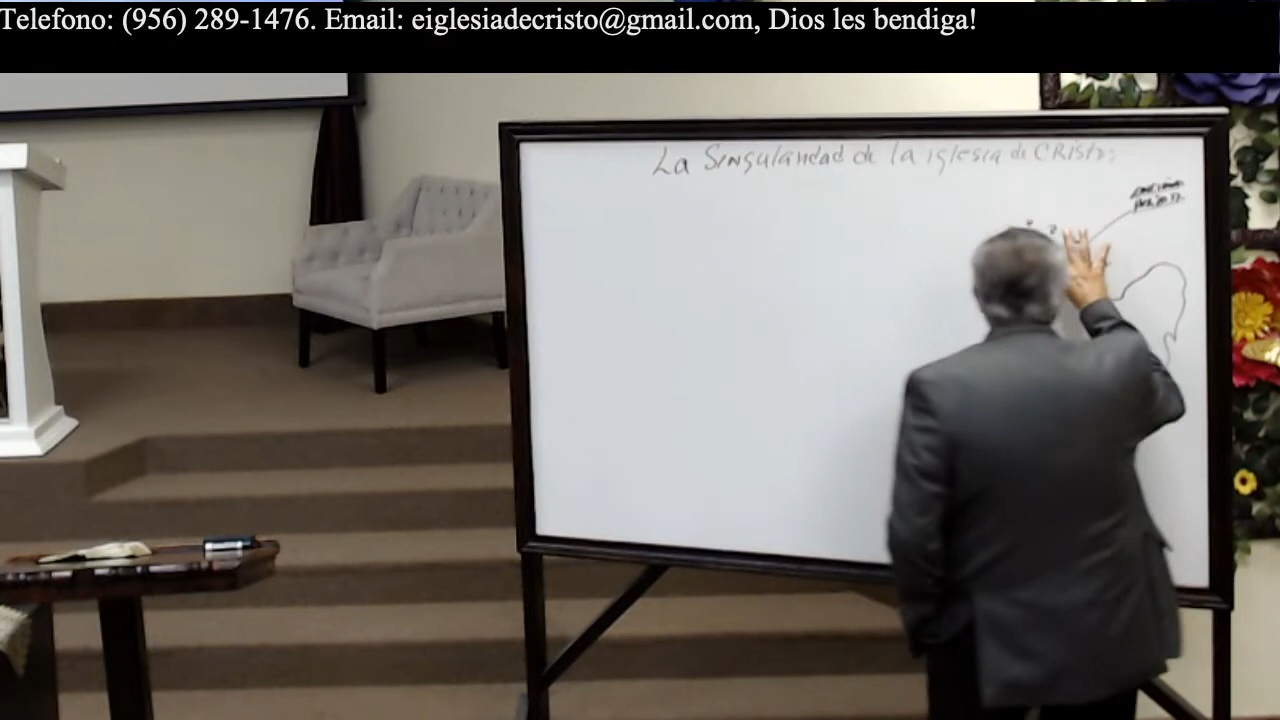 Telefono: (956) 289-1476. Email: eiglesiadecristo@gmail.com, Dios les bendiga!
La Singularidad de la iglesia de CRISTO: